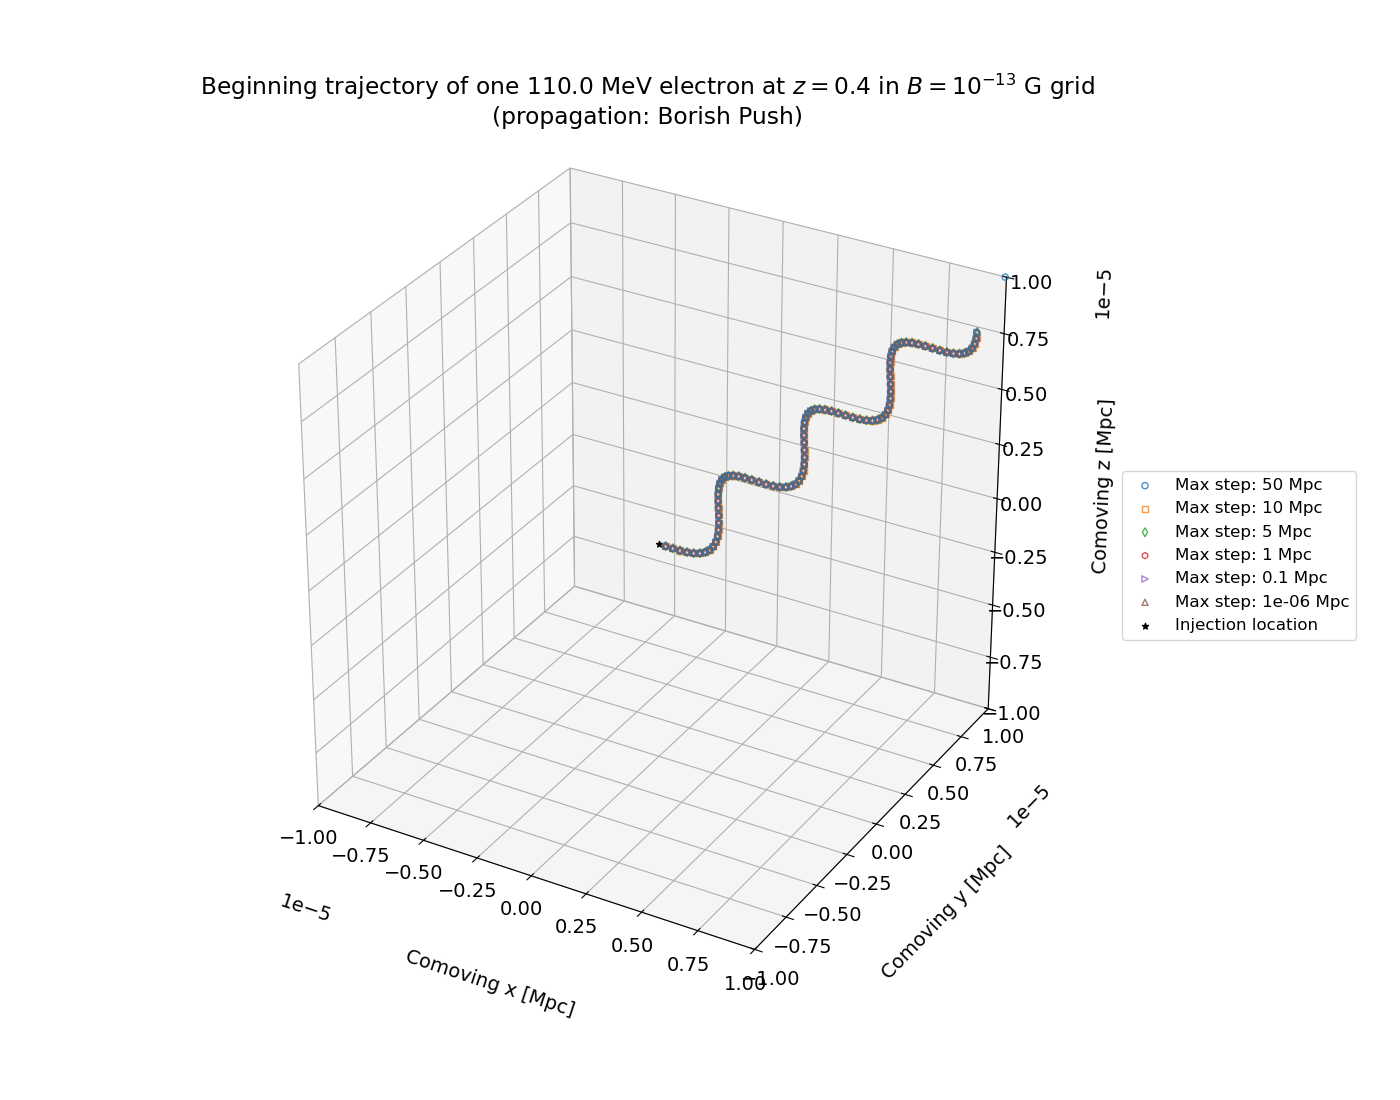 Beginning trajectory of one 110.0 MeV electron at z = 0.4 in B = 10⁻¹³ G grid
(propagation: Borish Push)
1e−5
1.00
0.75
0.50
0.25
0.00
−0.25
−0.50
−0.75
−1.00
Comoving z [Mpc]
Max step: 50 Mpc
Max step: 10 Mpc
Max step: 5 Mpc
Max step: 1 Mpc
Max step: 0.1 Mpc
Max step: 1e-06 Mpc
Injection location
1.00
0.75
0.50
0.25
0.00
−0.25
−0.50
−0.75
−1.00
1e−5
Comoving y [Mpc]
−1.00
−0.75
−0.50
−0.25
0.00
0.25
0.50
0.75
1.00
1e−5
Comoving x [Mpc]